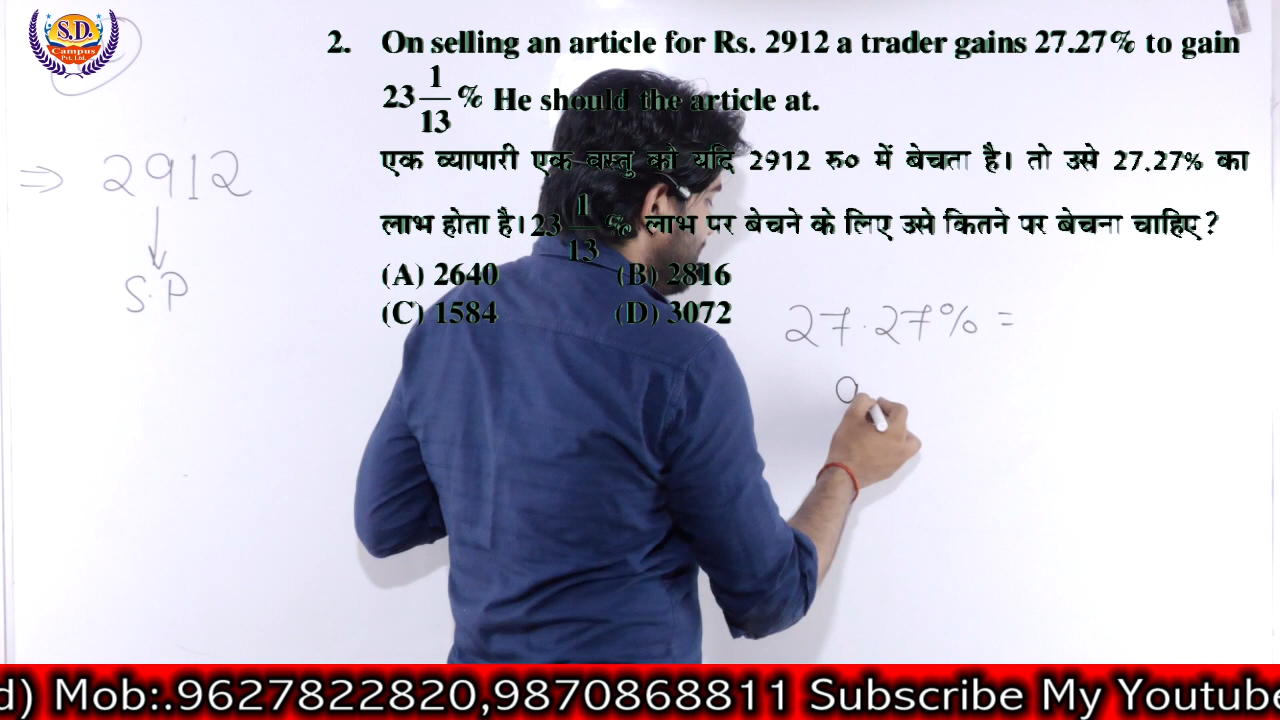 S.D.
Campus
Pvt. Ltd.
2. On selling an article for Rs. 2912 a trader gains 27.27% to gain
23 1/13 % He should the article at.
एक व्यापारी एक वस्तु को यदि 2912 रु० में बेचता है। तो उसे 27.27% का
लाभ होता है। 23 1/13 % लाभ पर बेचने के लिए उसे कितने पर बेचना चाहिए?
(A) 2640 (B) 2816
(C) 1584 (D) 3072
⇒ 2912
↓
S.P
27.27% =
d) Mob:.9627822820,9870868811 Subscribe My Youtube